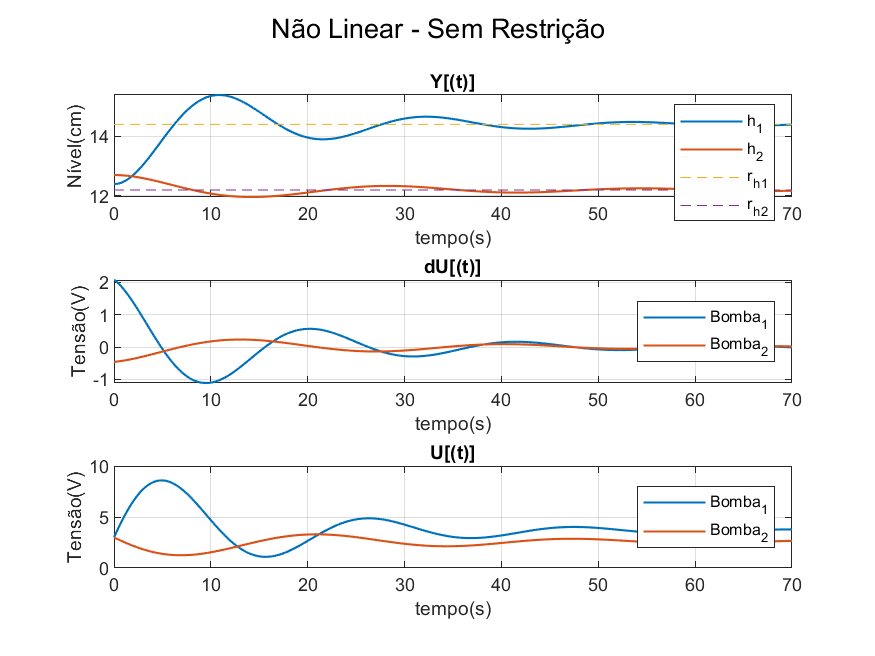 Não Linear - Sem Restrição
Y[(t)]
Nível(cm)
14
12
h1
h2
rh1
rh2
0 10 20 30 40 50 60 70
tempo(s)
dU[(t)]
Tensão(V)
2
1
0
-1
Bomba1
Bomba2
0 10 20 30 40 50 60 70
tempo(s)
U[(t)]
Tensão(V)
10
5
0
Bomba1
Bomba2
0 10 20 30 40 50 60 70
tempo(s)